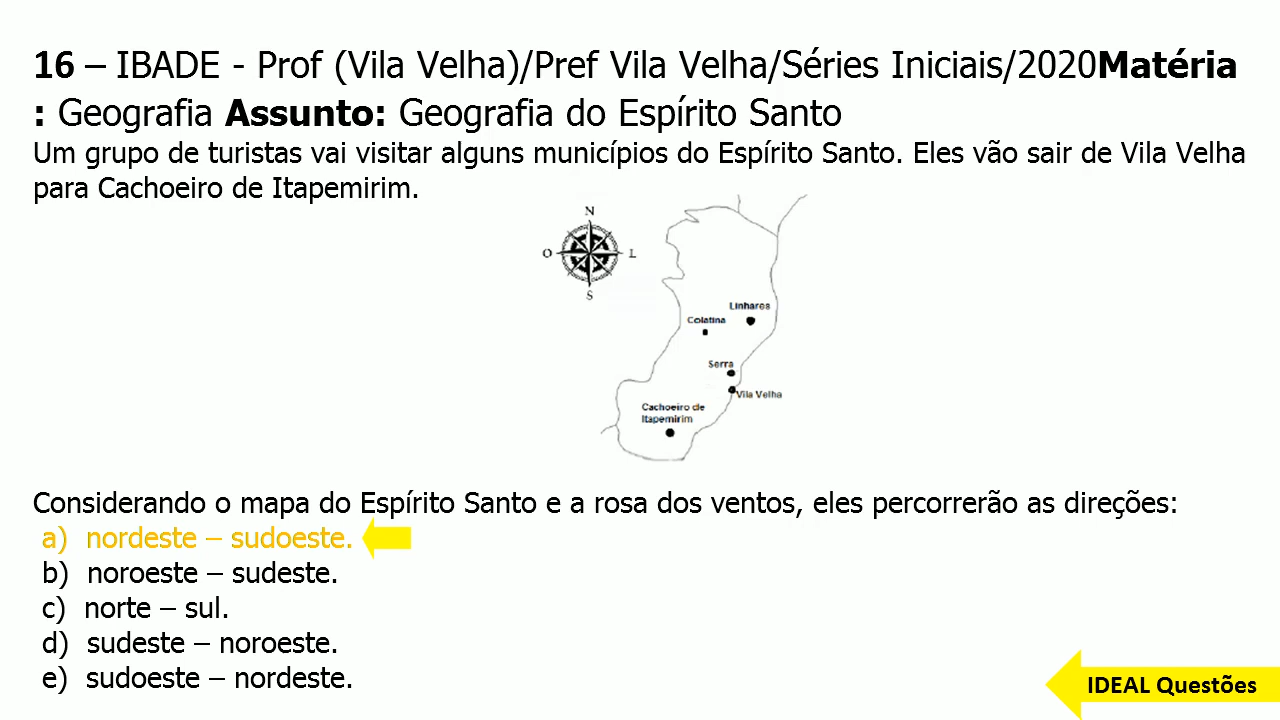 16 – IBADE - Prof (Vila Velha)/Pref Vila Velha/Séries Iniciais/2020Matéria
: Geografia Assunto: Geografia do Espírito Santo
Um grupo de turistas vai visitar alguns municípios do Espírito Santo. Eles vão sair de Vila Velha
para Cachoeiro de Itapemirim.
N
O L
S
Linhares
Colatina
Serra
Vila Velha
Cachoeiro de
Itapemirim
Considerando o mapa do Espírito Santo e a rosa dos ventos, eles percorrerão as direções:
a) nordeste – sudoeste.
b) noroeste – sudeste.
c) norte – sul.
d) sudeste – noroeste.
e) sudoeste – nordeste.
IDEAL Questões